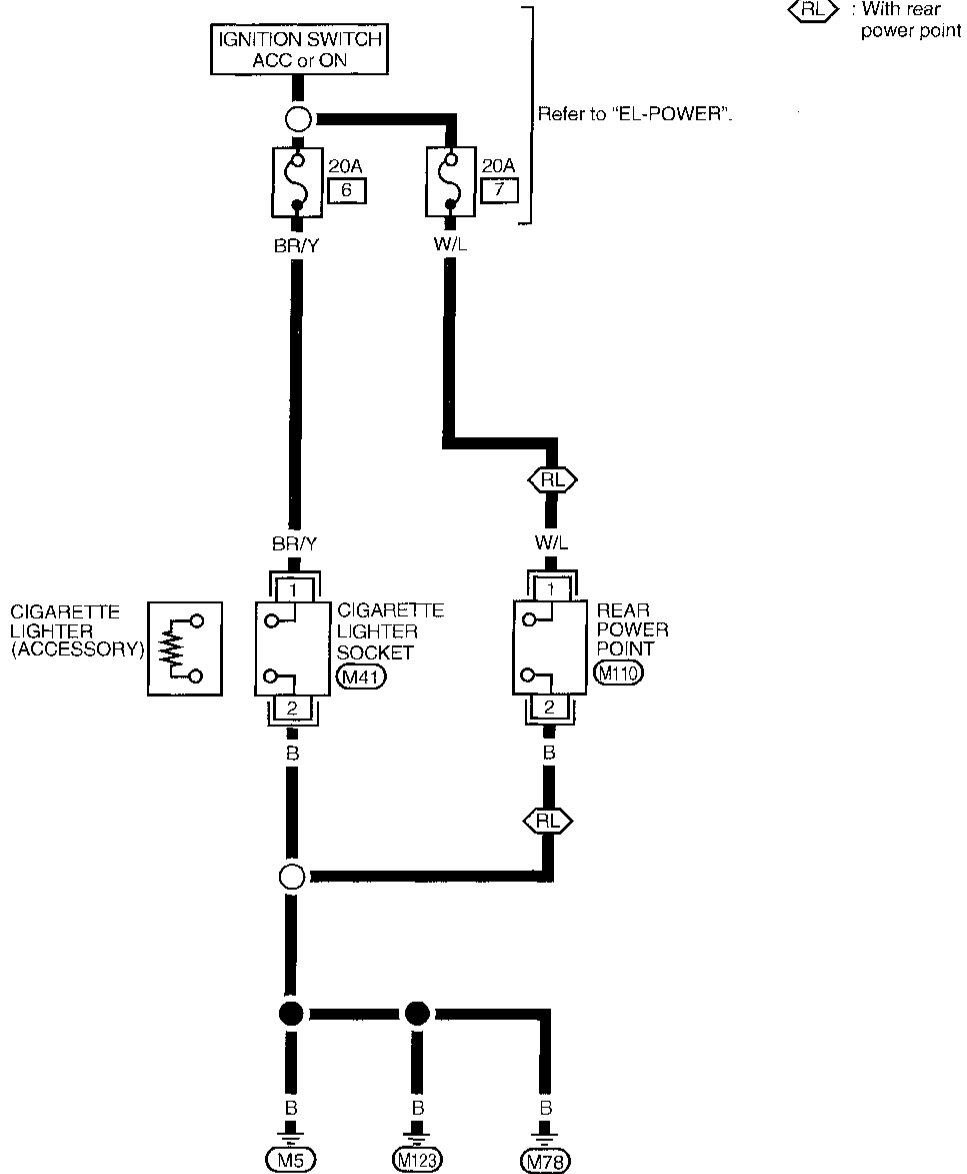 IGNITION SWITCH
ACC or ON
RL : With rear
power point
Refer to "EL-POWER".
20A
6
20A
7
BR/Y
W/L
RL
BR/Y
W/L
1
1
CIGARETTE
LIGHTER
(ACCESSORY)
CIGARETTE
LIGHTER
SOCKET
M41
REAR
POWER
POINT
M110
2
2
B
B
RL
B
B
B
M5
M123
M78